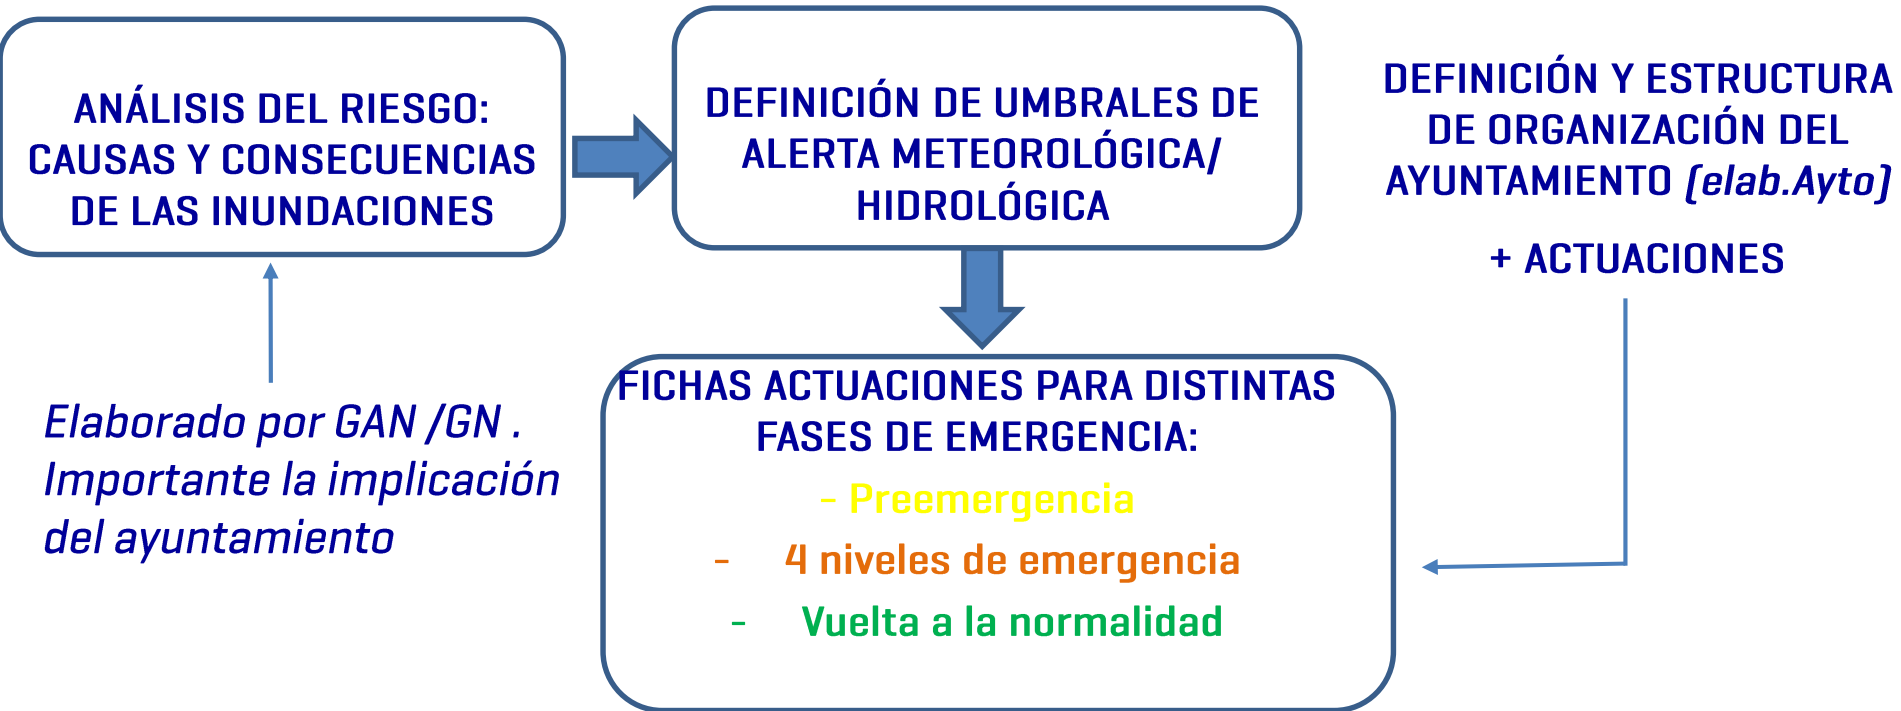 ANÁLISIS DEL RIESGO:
CAUSAS Y CONSECUENCIAS
DE LAS INUNDACIONES
DEFINICIÓN DE UMBRALES DE
ALERTA METEOROLÓGICA/
HIDROLÓGICA
DEFINICIÓN Y ESTRUCTURA
DE ORGANIZACIÓN DEL
AYUNTAMIENTO (elab.Ayto)
+ ACTUACIONES
Elaborado por GAN /GN .
Importante la implicación
del ayuntamiento
FICHAS ACTUACIONES PARA DISTINTAS
FASES DE EMERGENCIA:
- Preemergencia
- 4 niveles de emergencia
- Vuelta a la normalidad